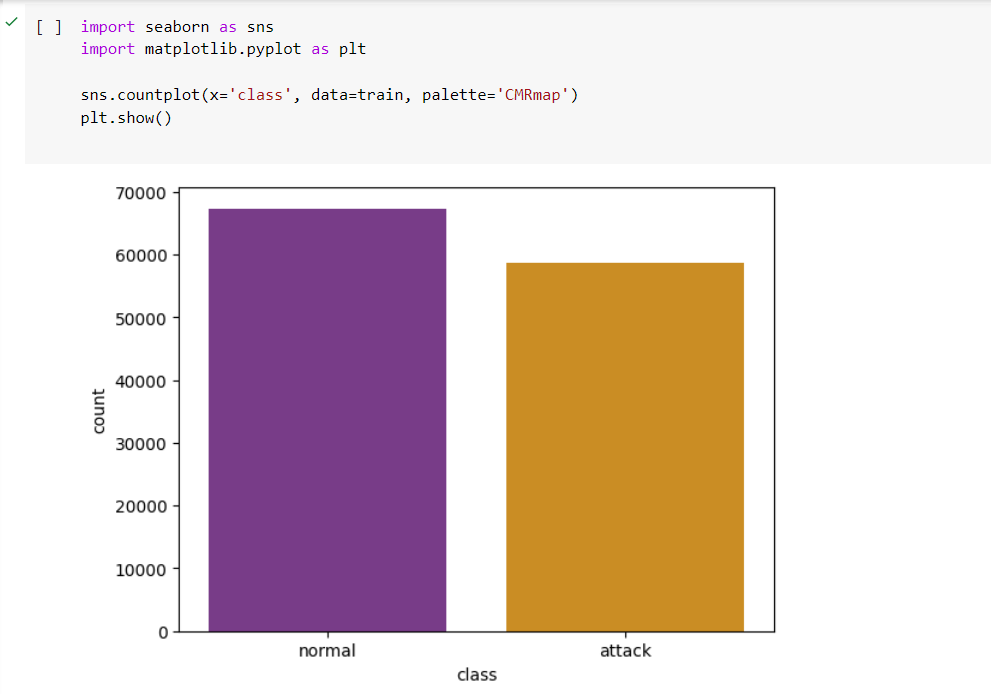 [ ] import seaborn as sns
import matplotlib.pyplot as plt
sns.countplot(x='class', data=train, palette='CMRmap')
plt.show()
70000
60000
50000
40000
30000
20000
10000
0
count
normal attack
class